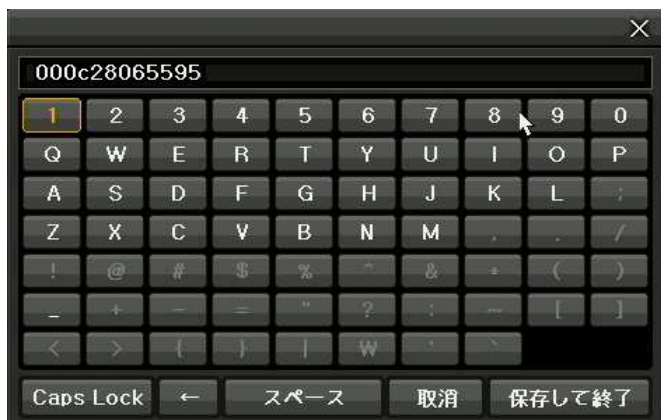 000c28065595
1 2 3 4 5 6 7 8 9 0
Q W E R T Y U I O P
A S D F G H J K L ;
Z X C V B N M , . /
! @ # $ % ^ & * ( )
_ + - = " ? : ~ [ ]
< > { } | ₩ ' `
Caps Lock ← スペース 取消 保存して終了